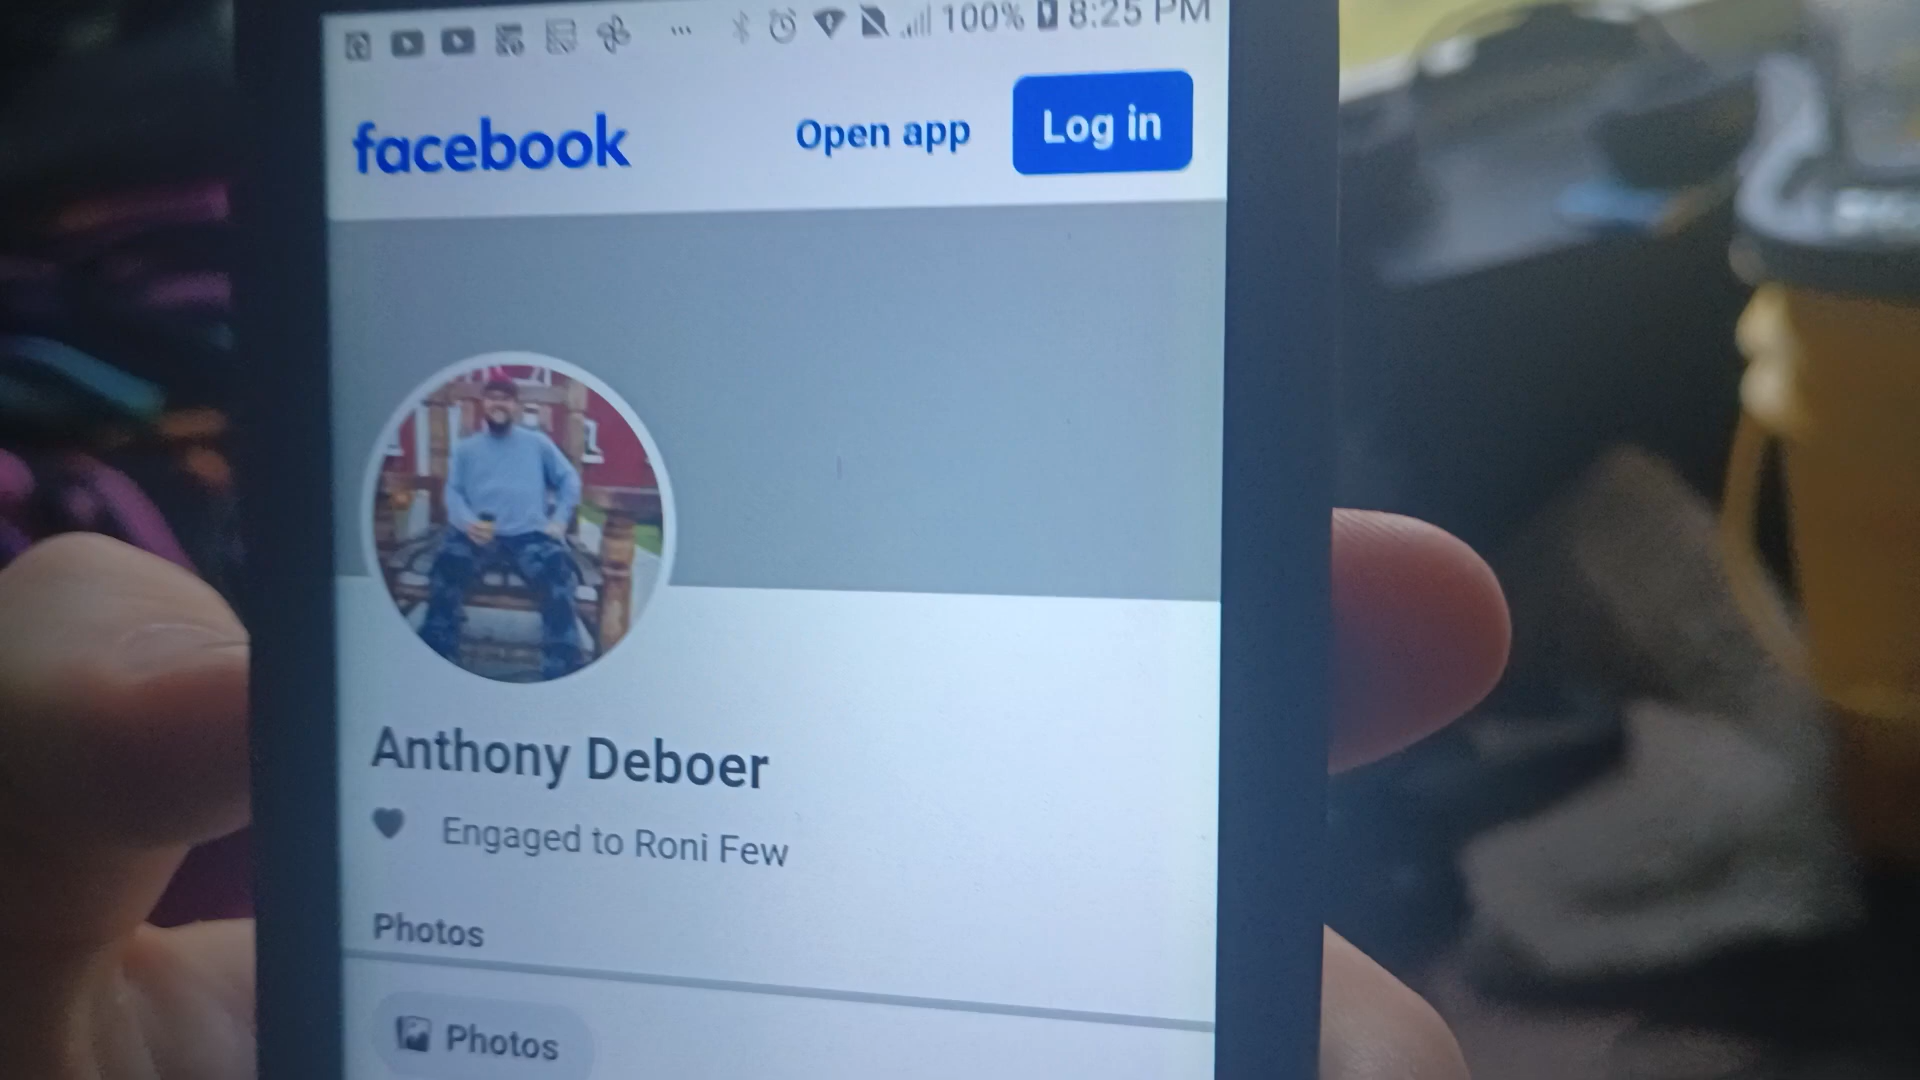 100% 8:25 PM
facebook Open app Log in
Anthony Deboer
Engaged to Roni Few
Photos
Photos